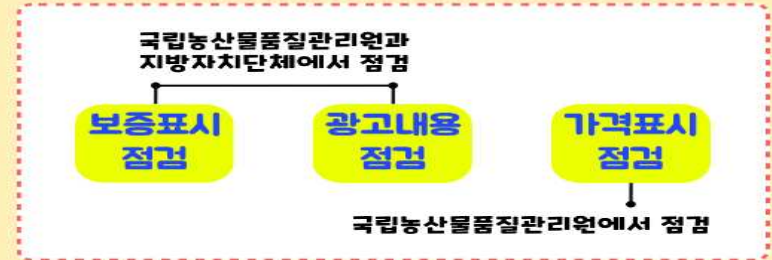 국립농산물품질관리원과
지방자치단체에서 점검
보증표시
점검
광고내용
점검
가격표시
점검
국립농산물품질관리원에서 점검